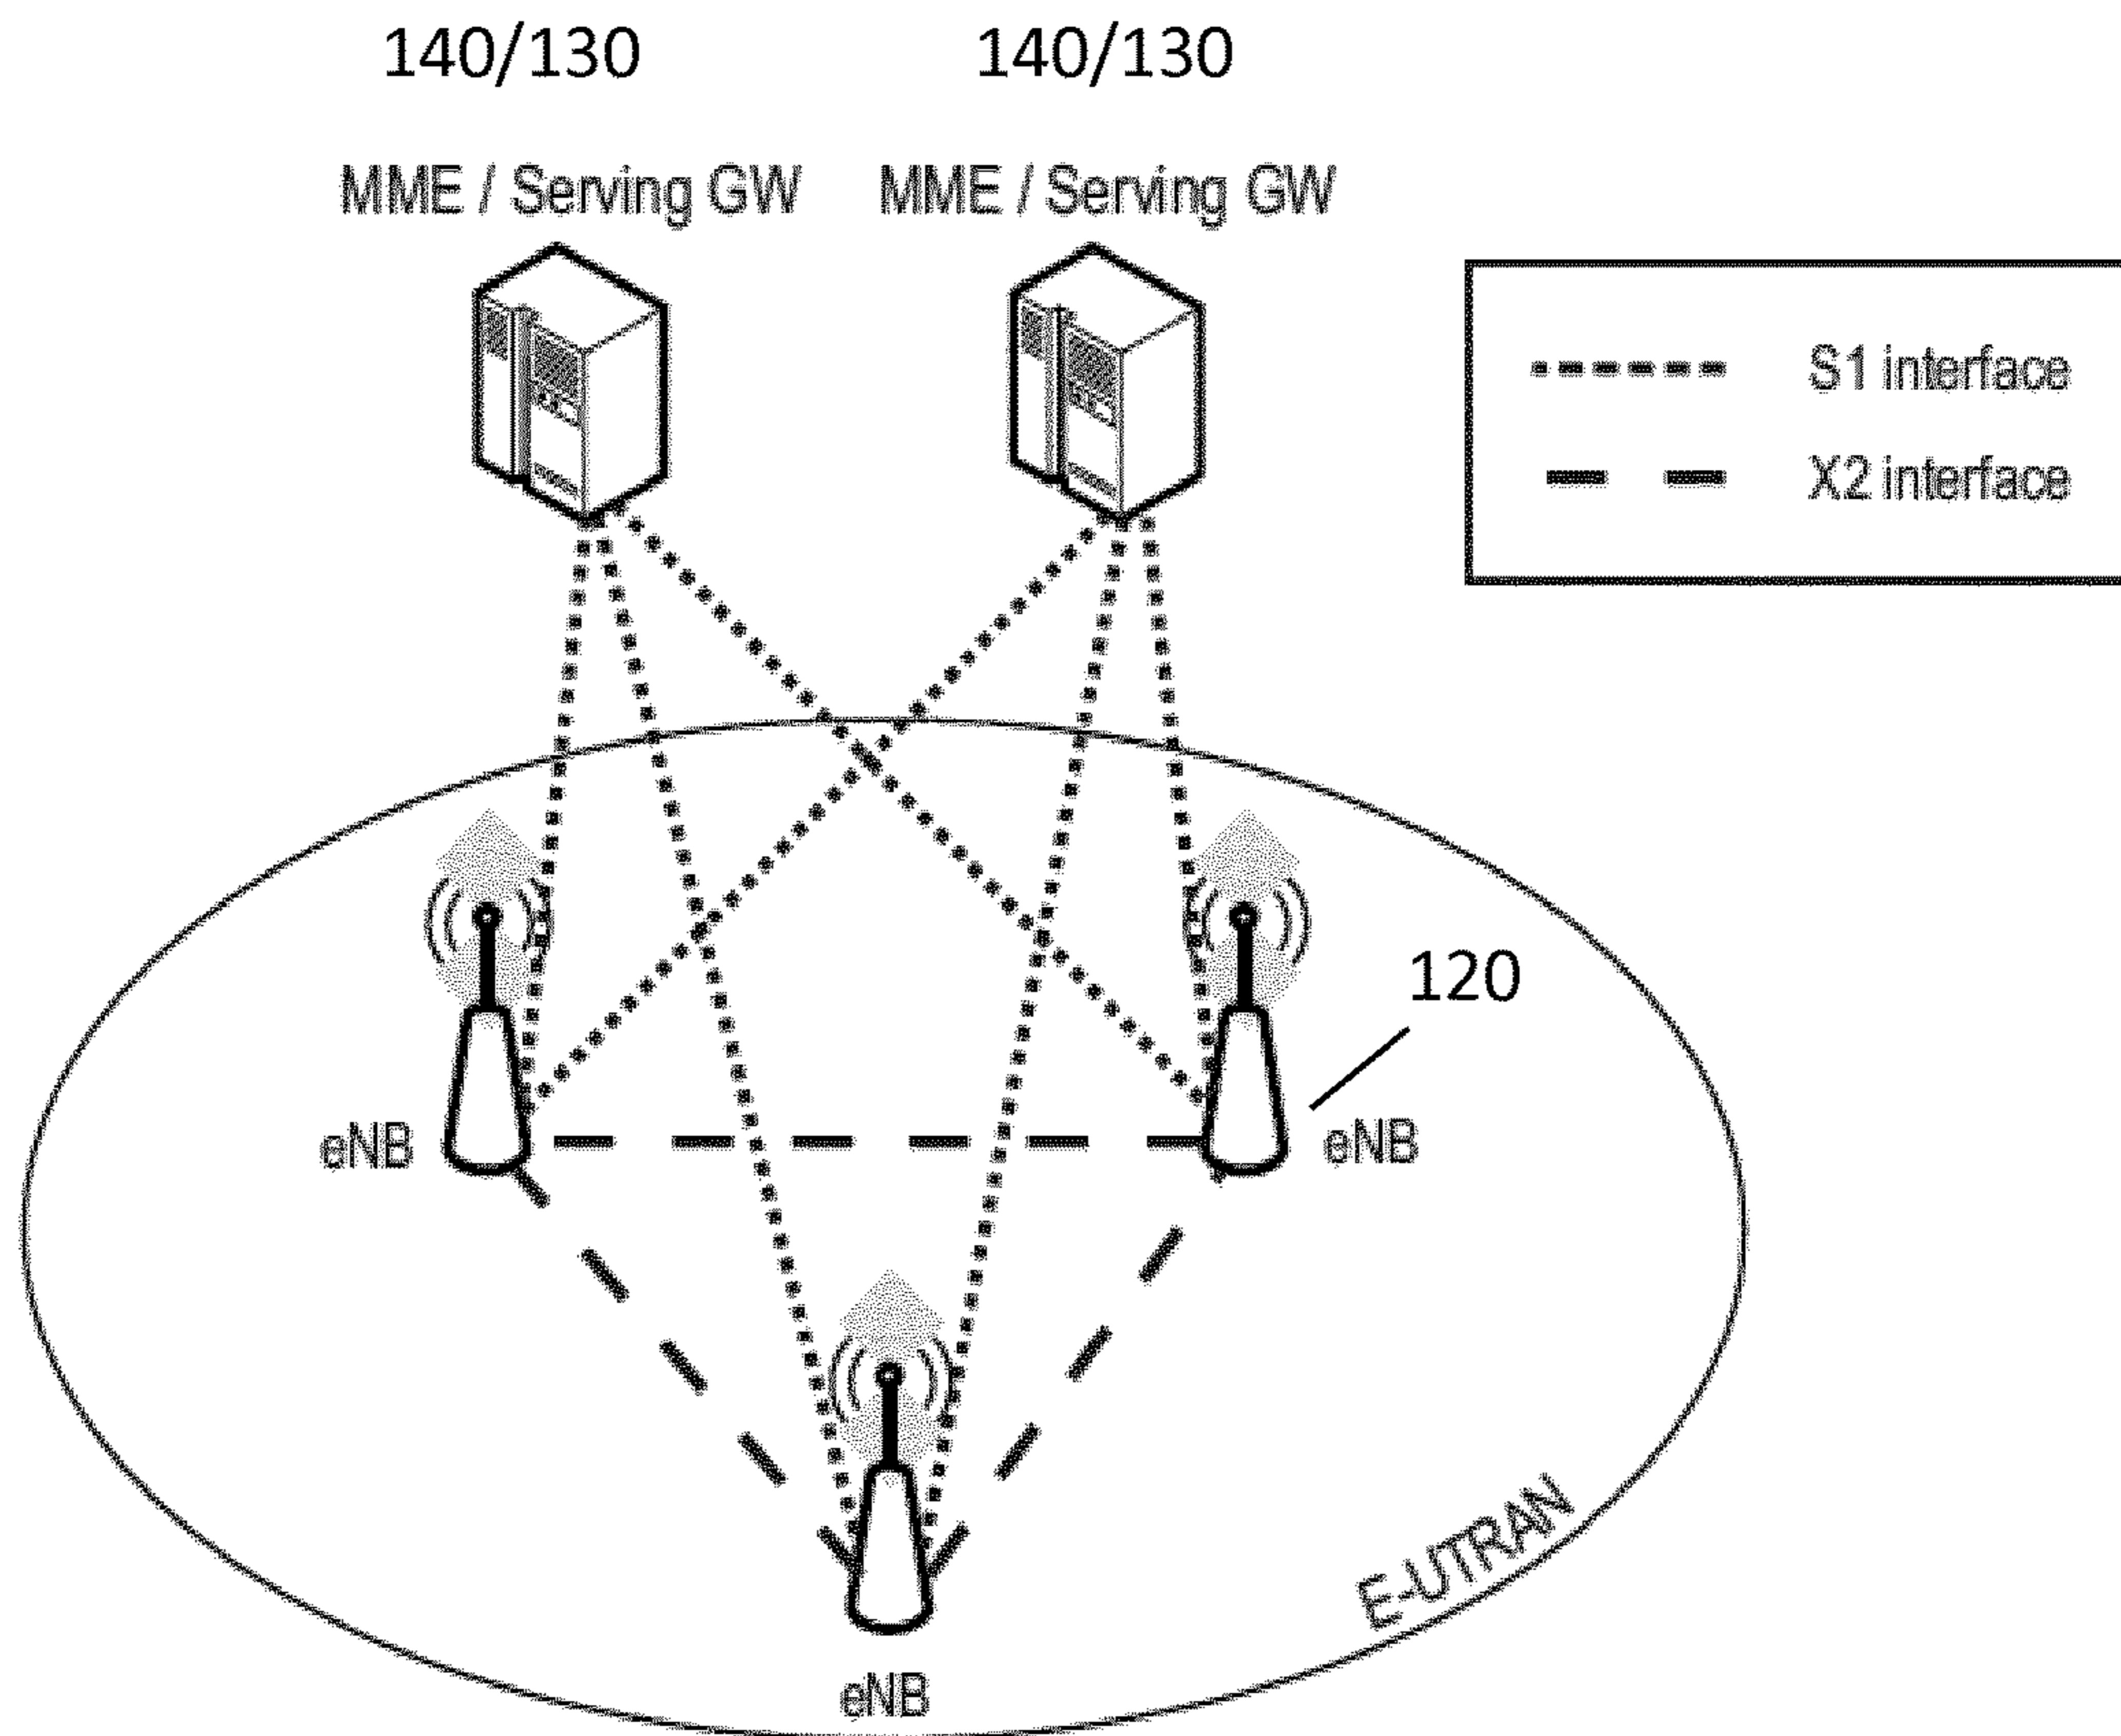 140/130 140/130
MME / Serving GW MME / Serving GW
S1 interface
X2 interface
120
eNB eNB
E-UTRAN
eNB